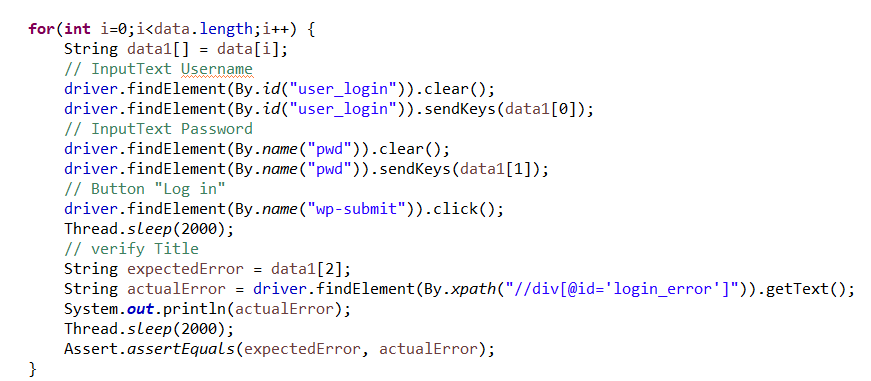 for(int i=0;i<data.length;i++) {
    String data1[] = data[i];
    // InputText Username
    driver.findElement(By.id("user_login")).clear();
    driver.findElement(By.id("user_login")).sendKeys(data1[0]);
    // InputText Password
    driver.findElement(By.name("pwd")).clear();
    driver.findElement(By.name("pwd")).sendKeys(data1[1]);
    // Button "Log in"
    driver.findElement(By.name("wp-submit")).click();
    Thread.sleep(2000);
    // verify Title
    String expectedError = data1[2];
    String actualError = driver.findElement(By.xpath("//div[@id='login_error']")).getText();
    System.out.println(actualError);
    Thread.sleep(2000);
    Assert.assertEquals(expectedError, actualError);
}